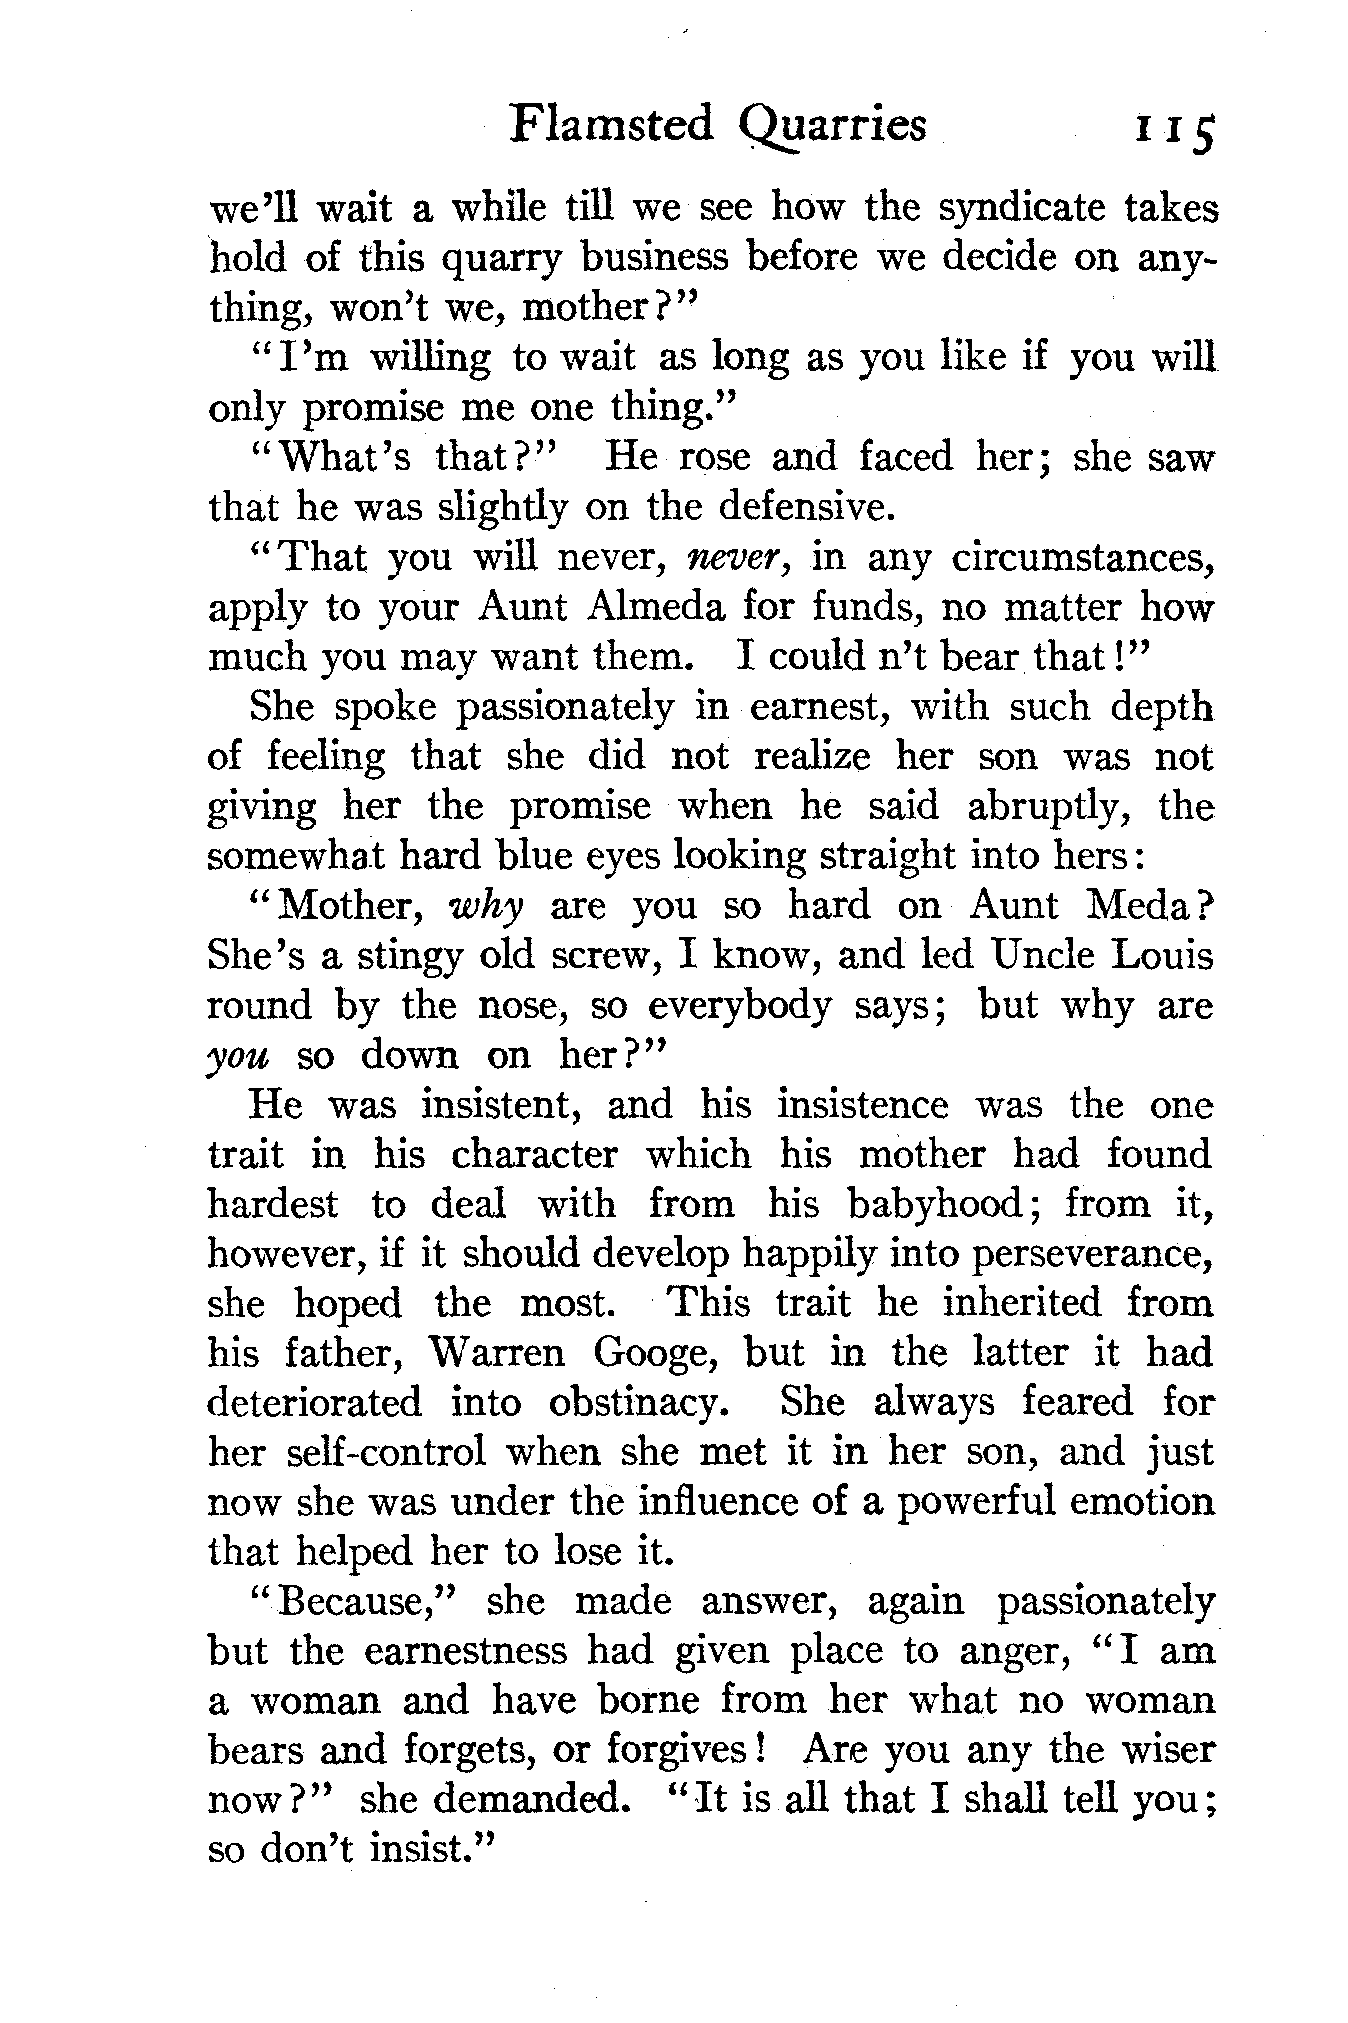 Flamsted Quarries 115
we'll wait a while till we see how the syndicate takes
hold of this quarry business before we decide on any-
thing, won't we, mother?"
"I'm willing to wait as long as you like if you will
only promise me one thing."
"What's that?" He rose and faced her; she saw
that he was slightly on the defensive.
"That you will never, never, in any circumstances,
apply to your Aunt Almeda for funds, no matter how
much you may want them. I could n't bear that!"
She spoke passionately in earnest, with such depth
of feeling that she did not realize her son was not
giving her the promise when he said abruptly, the
somewhat hard blue eyes looking straight into hers:
"Mother, why are you so hard on Aunt Meda?
She's a stingy old screw, I know, and led Uncle Louis
round by the nose, so everybody says; but why are
you so down on her?"
He was insistent, and his insistence was the one
trait in his character which his mother had found
hardest to deal with from his babyhood; from it,
however, if it should develop happily into perseverance,
she hoped the most. This trait he inherited from
his father, Warren Googe, but in the latter it had
deteriorated into obstinacy. She always feared for
her self-control when she met it in her son, and just
now she was under the influence of a powerful emotion
that helped her to lose it.
"Because," she made answer, again passionately
but the earnestness had given place to anger, "I am
a woman and have borne from her what no woman
bears and forgets, or forgives! Are you any the wiser
now?" she demanded. "It is all that I shall tell you;
so don't insist."